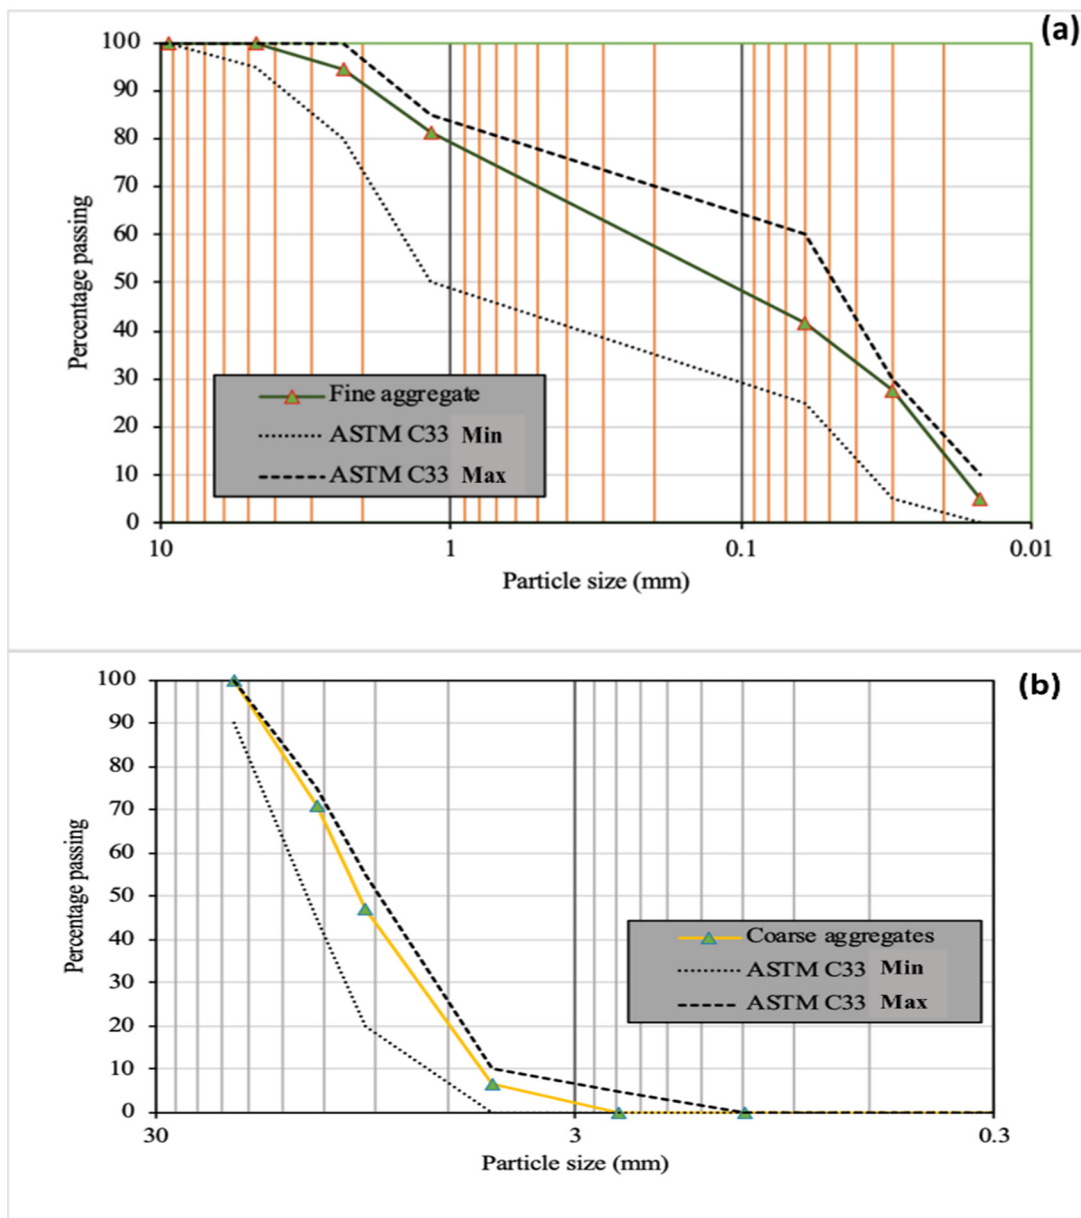 (a)
100
90
80
70
60
50
40
30
20
10
0
Percentage passing
Fine aggregate
ASTM C33 Min
ASTM C33 Max
10 1 0.1 0.01
Particle size (mm)
(b)
100
90
80
70
60
50
40
30
20
10
0
Percentage passing
Coarse aggregates
ASTM C33 Min
ASTM C33 Max
30 3 0.3
Particle size (mm)